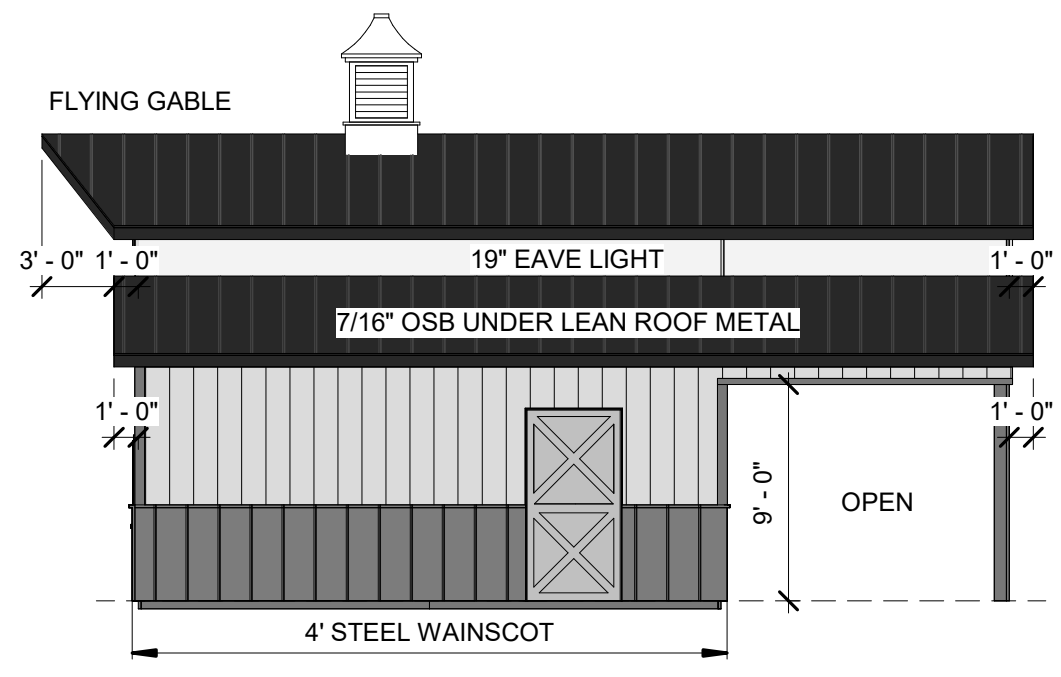 FLYING GABLE
3' - 0" 1' - 0"
19" EAVE LIGHT
1' - 0"
7/16" OSB UNDER LEAN ROOF METAL
1' - 0"
1' - 0"
9' - 0"
OPEN
4' STEEL WAINSCOT